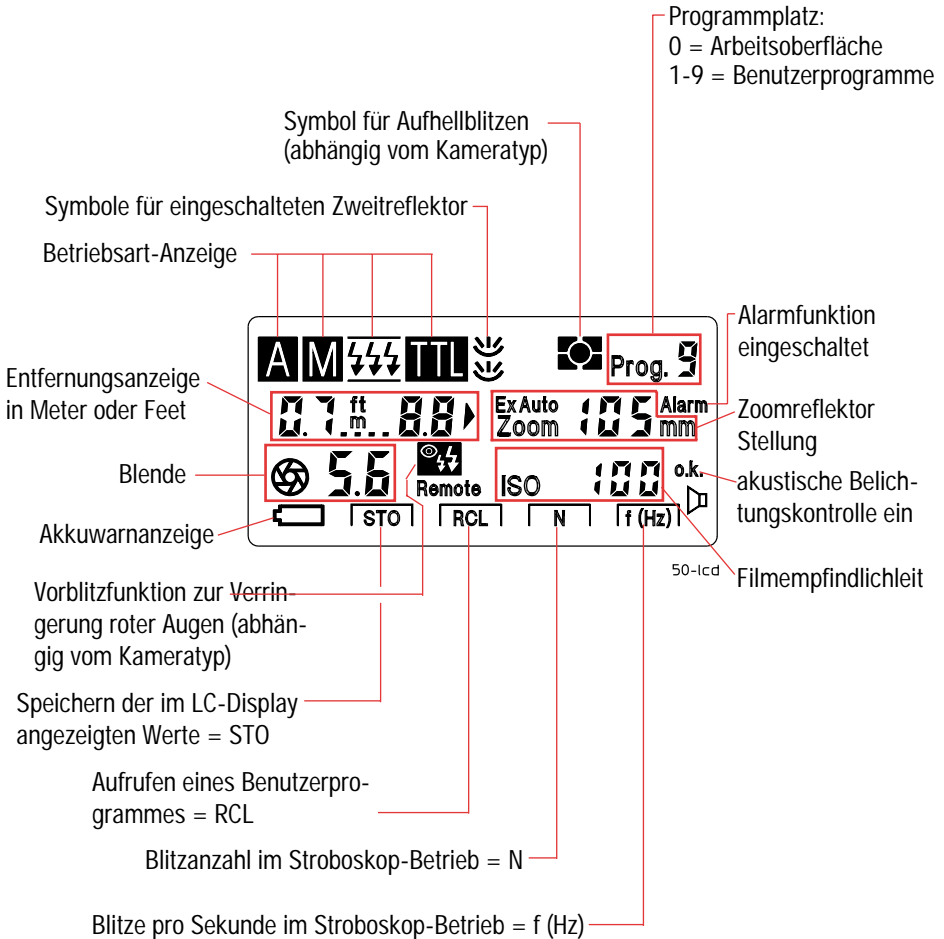 Programmplatz:
0 = Arbeitsoberfläche
1-9 = Benutzerprogramme
Symbol für Aufhellblitzen
(abhängig vom Kameratyp)
Symbole für eingeschalteten Zweitreflektor
Betriebsart-Anzeige
Alarmfunktion
eingeschaltet
A M TTL
Prog. 9
Entfernungsanzeige
in Meter oder Feet
0.7 ft m ... 8.8
Ex Auto
Zoom 105 mm
Alarm
Zoomreflektor
Stellung
Blende
5.6
Remote
ISO 100
o.k.
akustische Belich-
tungskontrolle ein
Akkuwarnanzeige
STO RCL N f (Hz)
50-lcd
Filmempfindlichleit
Vorblitzfunktion zur Verrin-
gerung roter Augen (abhän-
gig vom Kameratyp)
Speichern der im LC-Display
angezeigten Werte = STO
Aufrufen eines Benutzerpro-
grammes = RCL
Blitzanzahl im Stroboskop-Betrieb = N
Blitze pro Sekunde im Stroboskop-Betrieb = f (Hz)